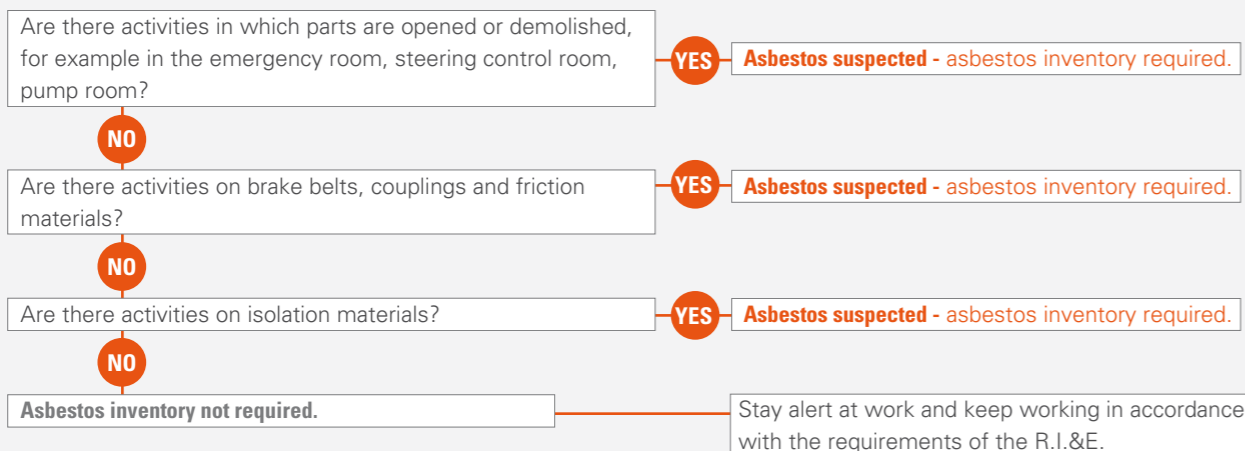 Are there activities in which parts are opened or demolished,
for example in the emergency room, steering control room,
pump room?
YES
Asbestos suspected - asbestos inventory required.
NO
Are there activities on brake belts, couplings and friction
materials?
YES
Asbestos suspected - asbestos inventory required.
NO
Are there activities on isolation materials?
YES
Asbestos suspected - asbestos inventory required.
NO
Asbestos inventory not required.
Stay alert at work and keep working in accordance
with the requirements of the R.I.&E.